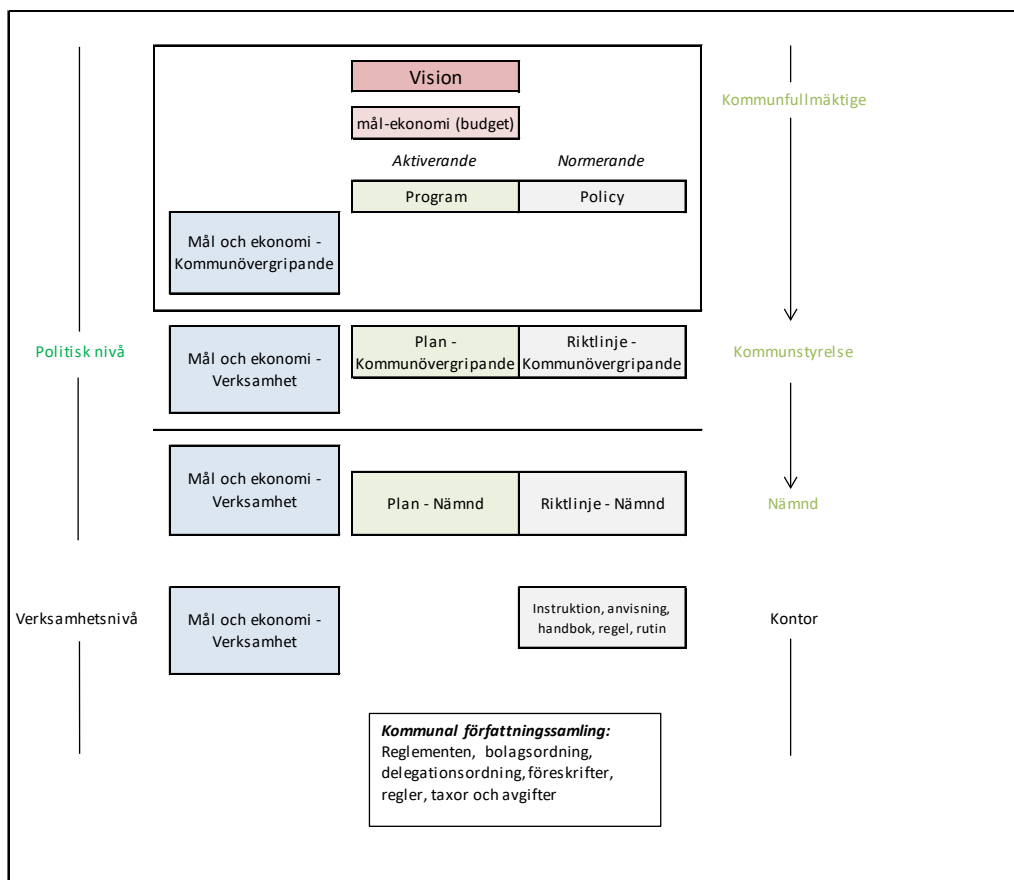 Vision
Kommunfullmäktige
mål-ekonomi (budget)
Aktiverande
Normerande
Program
Policy
Mål och ekonomi -
Kommunövergripande
Politisk nivå
Mål och ekonomi -
Verksamhet
Plan -
Kommunövergripande
Riktlinje -
Kommunövergripande
Kommunstyrelse
Mål och ekonomi -
Verksamhet
Plan - Nämnd
Riktlinje - Nämnd
Nämnd
Verksamhetsnivå
Mål och ekonomi -
Verksamhet
Instruktion, anvisning,
handbok, regel, rutin
Kontor
Kommunal författningssamling:
Reglementen, bolagsordning,
delegationsordning, föreskrifter,
regler, taxor och avgifter